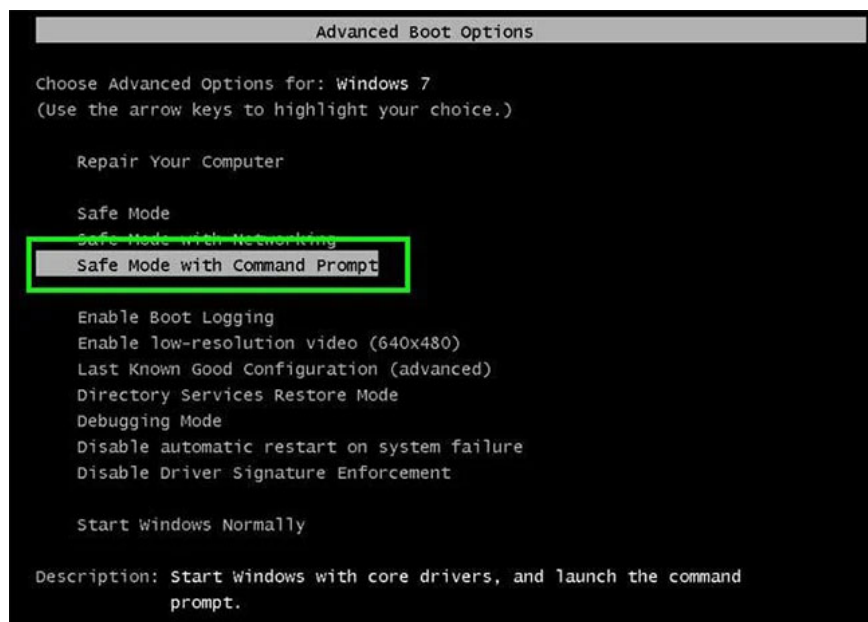 Advanced Boot Options
Choose Advanced Options for: Windows 7
(Use the arrow keys to highlight your choice.)
Repair Your Computer
Safe Mode
Safe Mode with Networking
Safe Mode with Command Prompt
Enable Boot Logging
Enable low-resolution video (640x480)
Last Known Good Configuration (advanced)
Directory Services Restore Mode
Debugging Mode
Disable automatic restart on system failure
Disable Driver Signature Enforcement
Start Windows Normally
Description: Start Windows with core drivers, and launch the command
prompt.